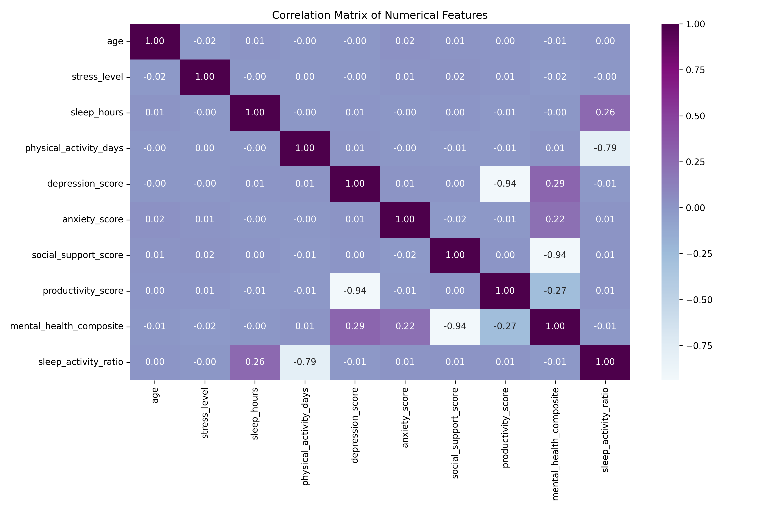 Correlation Matrix of Numerical Features
age 1.00 -0.02 0.01 -0.00 -0.00 0.02 0.01 0.00 -0.01 0.00
stress_level -0.02 1.00 -0.00 0.00 -0.00 0.01 0.02 0.01 -0.02 -0.00
sleep_hours 0.01 -0.00 1.00 -0.00 0.01 -0.00 0.00 -0.01 -0.00 0.26
physical_activity_days -0.00 0.00 -0.00 1.00 0.01 -0.00 -0.01 -0.01 0.01 -0.79
depression_score -0.00 -0.00 0.01 0.01 1.00 0.01 0.00 -0.94 0.29 -0.01
anxiety_score 0.02 0.01 -0.00 -0.00 0.01 1.00 -0.02 -0.01 0.22 0.01
social_support_score 0.01 0.02 0.00 -0.01 0.00 -0.02 1.00 0.00 -0.94 0.01
productivity_score 0.00 0.01 -0.01 -0.01 -0.94 -0.01 0.00 1.00 -0.27 0.01
mental_health_composite -0.01 -0.02 -0.00 0.01 0.29 0.22 -0.94 -0.27 1.00 -0.01
sleep_activity_ratio 0.00 -0.00 0.26 -0.79 -0.01 0.01 0.01 0.01 -0.01 1.00
age
stress_level
sleep_hours
physical_activity_days
depression_score
anxiety_score
social_support_score
productivity_score
mental_health_composite
sleep_activity_ratio
1.00
0.75
0.50
0.25
0.00
−0.25
−0.50
−0.75